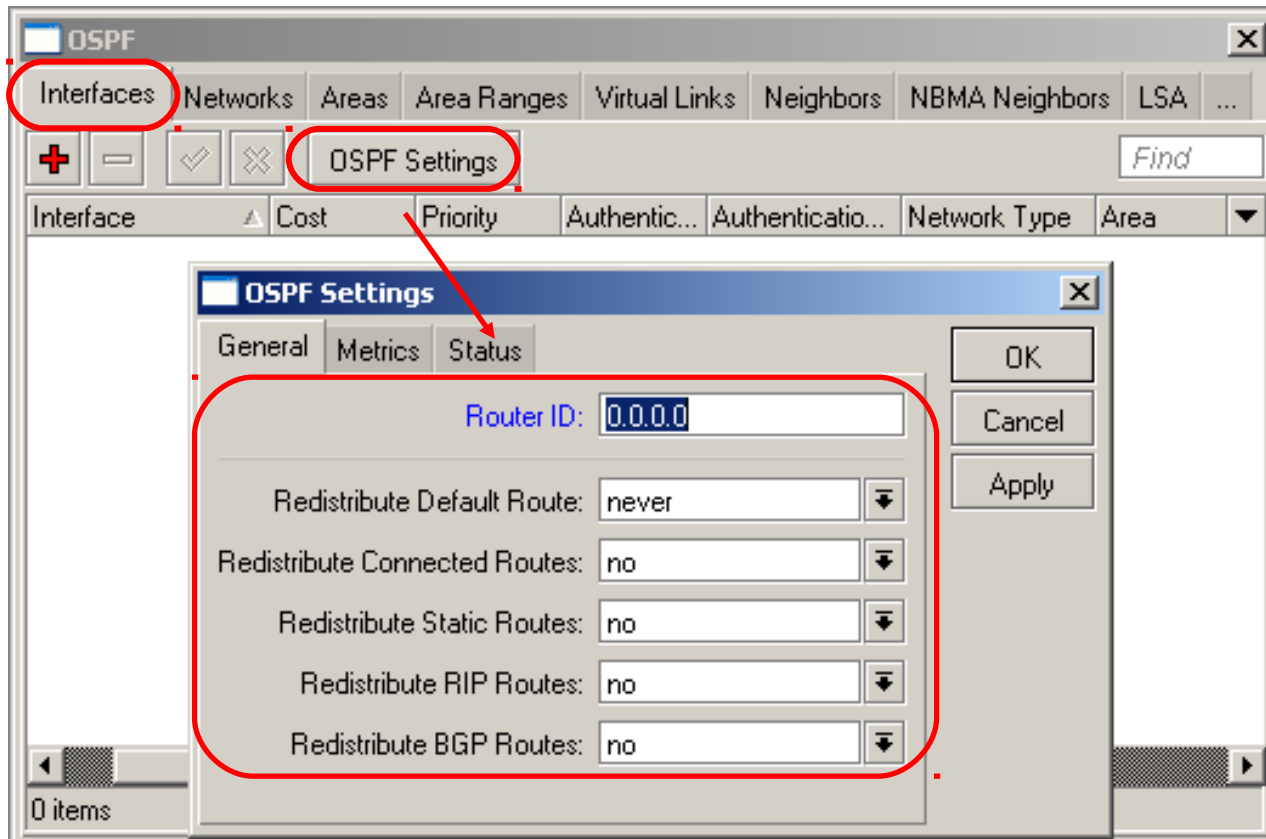 OSPF
Interfaces Networks Areas Area Ranges Virtual Links Neighbors NBMA Neighbors LSA ...
OSPF Settings Find
Interface Cost Priority Authentic... Authenticatio... Network Type Area
OSPF Settings
General Metrics Status
OK
Router ID: 0.0.0.0
Cancel
Apply
Redistribute Default Route: never
Redistribute Connected Routes: no
Redistribute Static Routes: no
Redistribute RIP Routes: no
Redistribute BGP Routes: no
0 items